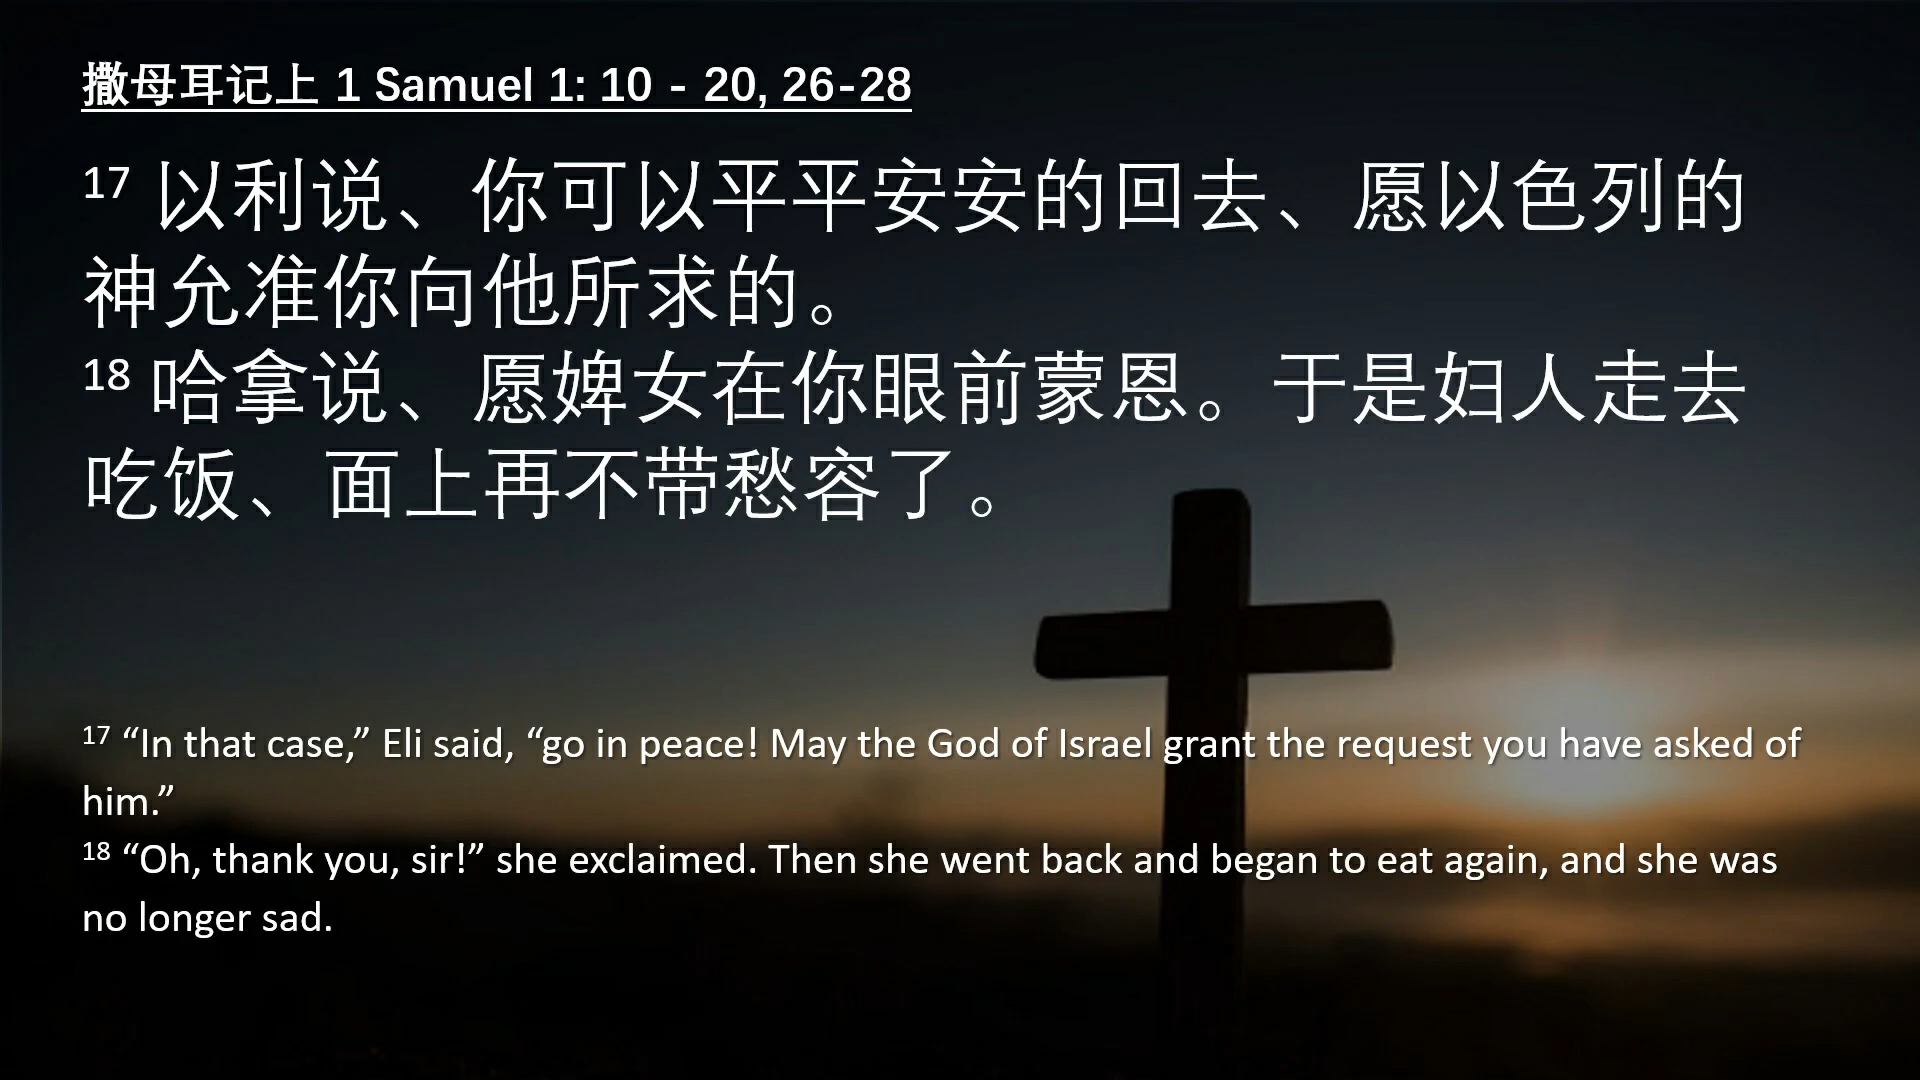 撒母耳记上 1 Samuel 1: 10 - 20, 26-28
17 以利说、你可以平平安安的回去、愿以色列的
神允准你向他所求的。
18 哈拿说、愿婢女在你眼前蒙恩。于是妇人走去
吃饭、面上再不带愁容了。
17 “In that case,” Eli said, “go in peace! May the God of Israel grant the request you have asked of
him.”
18 “Oh, thank you, sir!” she exclaimed. Then she went back and began to eat again, and she was
no longer sad.